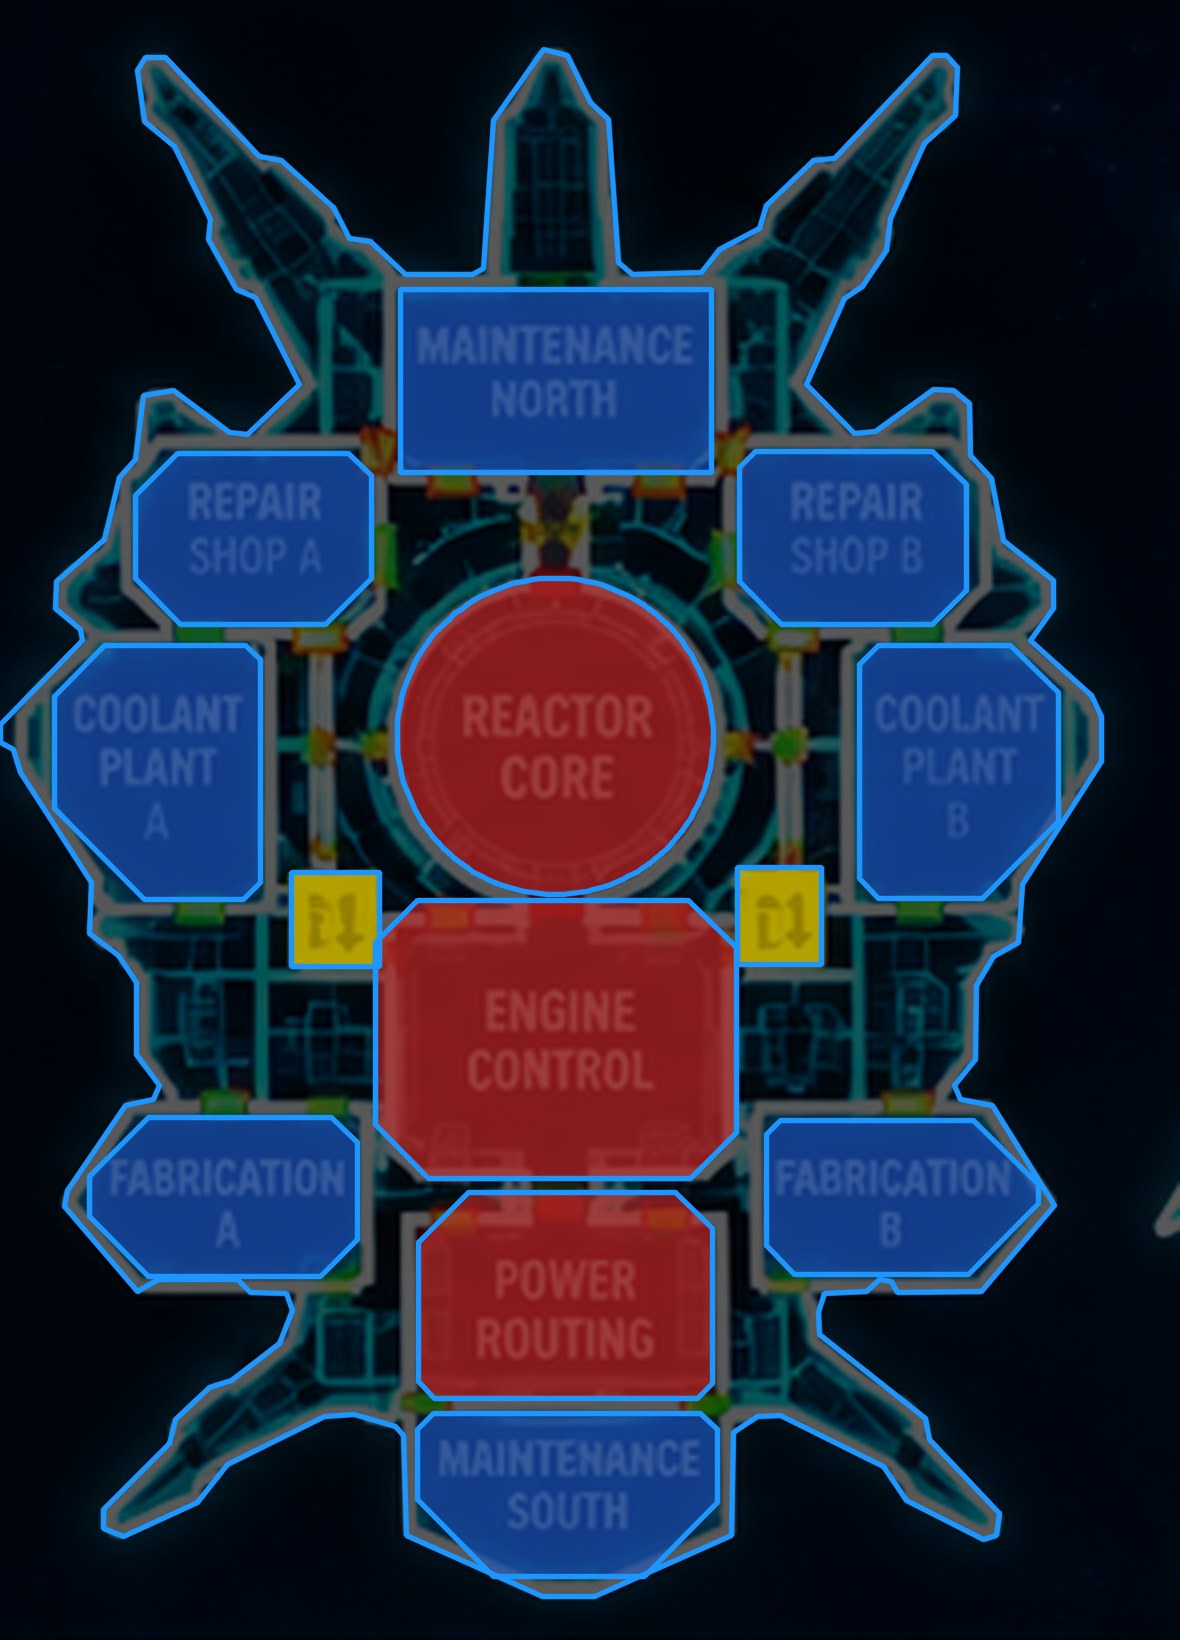 MAINTENANCE
NORTH
REPAIR
SHOP A
REPAIR
SHOP B
REACTOR
CORE
COOLANT
PLANT
A
COOLANT
PLANT
B
ENGINE
CONTROL
FABRICATION
A
FABRICATION
B
POWER
ROUTING
MAINTENANCE
SOUTH